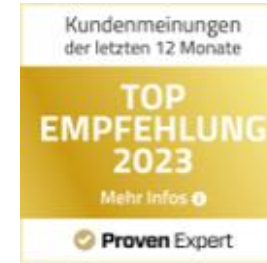 Kundenmeinungen
der letzten 12 Monate
TOP
EMPFEHLUNG
2023
Mehr Infos
Proven Expert